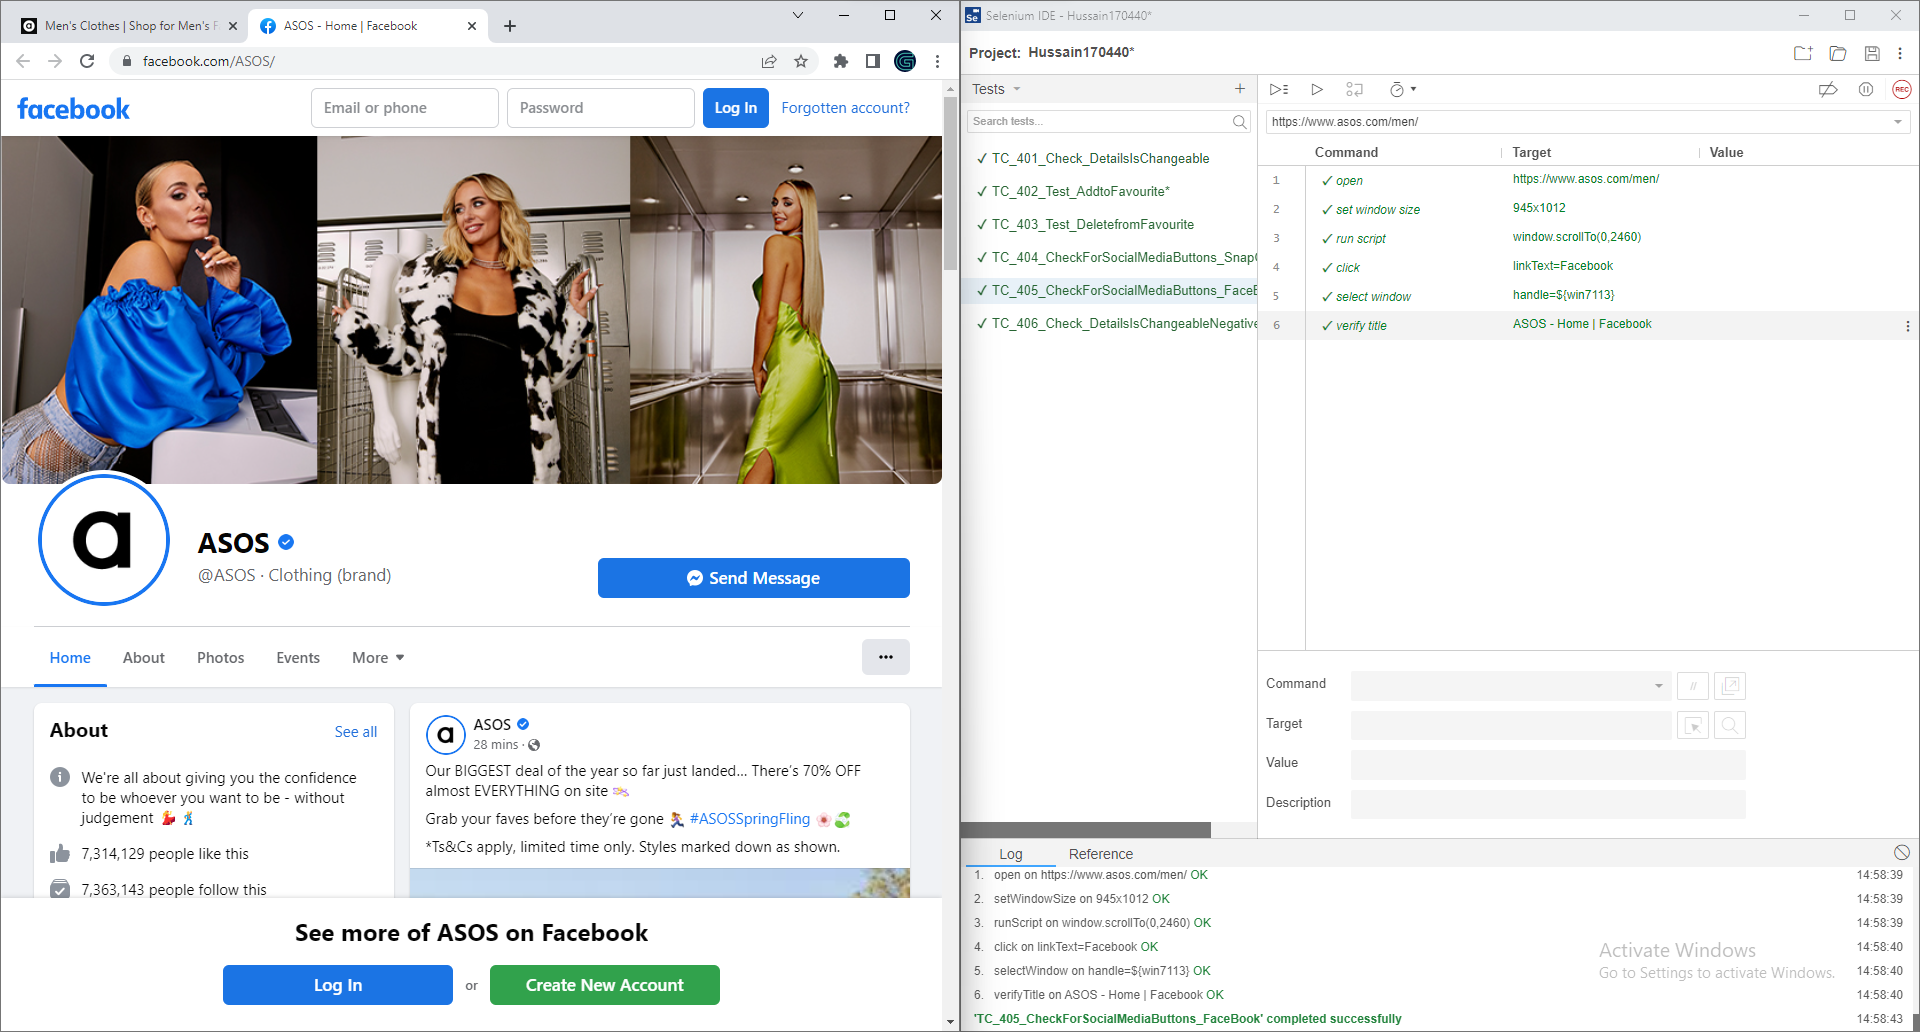 Men's Clothes | Shop for Men's F
ASOS - Home | Facebook
facebook.com/ASOS/
facebook
Email or phone
Password
Log In
Forgotten account?
ASOS
@ASOS · Clothing (brand)
Send Message
Home
About
Photos
Events
More
About
See all
We're all about giving you the confidence
to be whoever you want to be - without
judgement
7,314,129 people like this
7,363,143 people follow this
ASOS
28 mins ·
Our BIGGEST deal of the year so far just landed... There's 70% OFF
almost EVERYTHING on site
Grab your faves before they're gone #ASOSSpringFling
*Ts&Cs apply, limited time only. Styles marked down as shown.
See more of ASOS on Facebook
Log In
or
Create New Account
Se Selenium IDE - Hussain170440*
Project: Hussain170440*
Tests
REC
Search tests...
https://www.asos.com/men/
✓ TC_401_Check_DetailsIsChangeable
✓ TC_402_Test_AddtoFavourite*
✓ TC_403_Test_DeletefromFavourite
✓ TC_404_CheckForSocialMediaButtons_Snap
✓ TC_405_CheckForSocialMediaButtons_Face
✓ TC_406_Check_DetailsIsChangeableNegative
Command Target Value
1 ✓ open https://www.asos.com/men/
2 ✓ set window size 945x1012
3 ✓ run script window.scrollTo(0,2460)
4 ✓ click linkText=Facebook
5 ✓ select window handle=${win7113}
6 ✓ verify title ASOS - Home | Facebook
Command
//
Target
Value
Description
Log
Reference
1. open on https://www.asos.com/men/ OK 14:58:39
2. setWindowSize on 945x1012 OK 14:58:39
3. runScript on window.scrollTo(0,2460) OK 14:58:39
4. click on linkText=Facebook OK 14:58:40
5. selectWindow on handle=${win7113} OK 14:58:40
6. verifyTitle on ASOS - Home | Facebook OK 14:58:40
'TC_405_CheckForSocialMediaButtons_FaceBook' completed successfully 14:58:43
Activate Windows
Go to Settings to activate Windows.